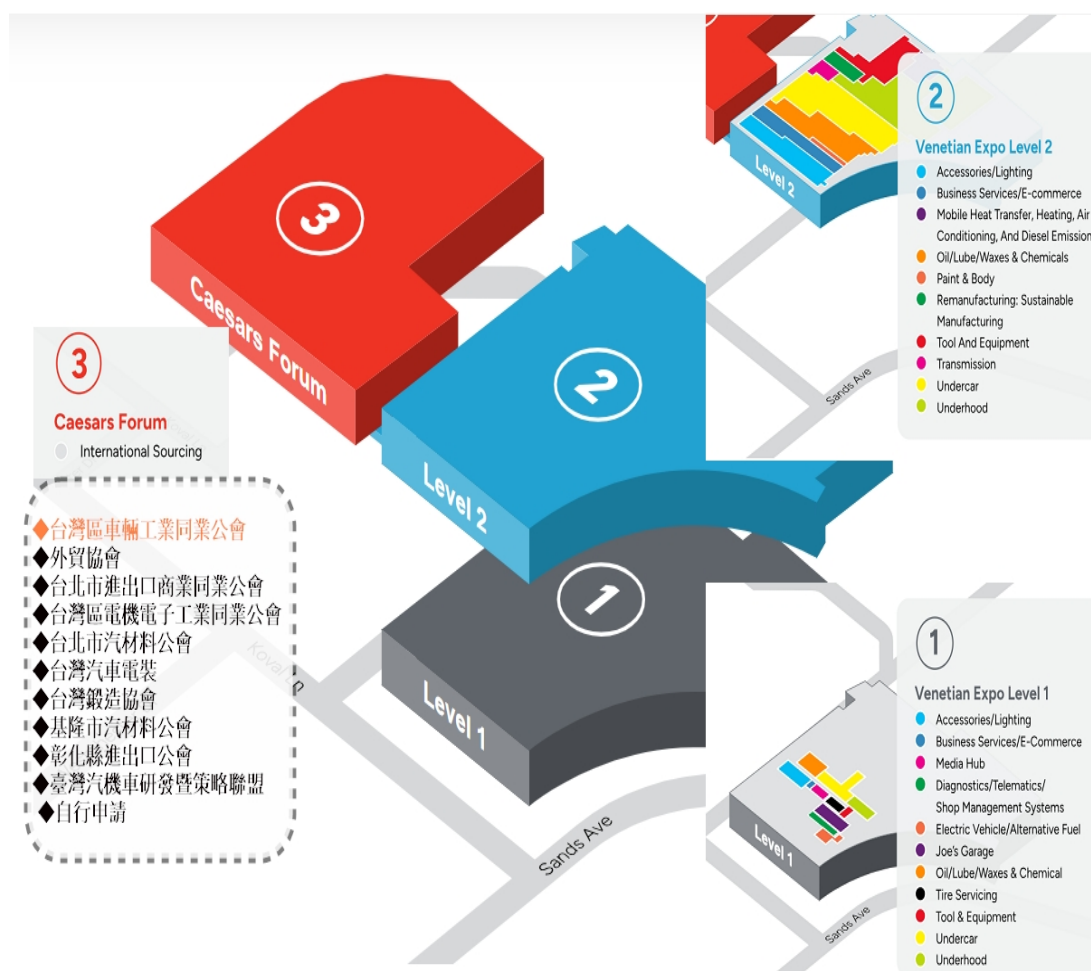 3
Caesars Forum
2
Level 2
1
Level 1
Koval Ln
Sands Ave
3
Caesars Forum
International Sourcing
◆台灣區車輛工業同業公會
◆外貿協會
◆台北市進出口商業同業公會
◆台灣區電機電子工業同業公會
◆台北市汽材料公會
◆台灣汽車電裝
◆台灣鍛造協會
◆基隆市汽材料公會
◆彰化縣進出口公會
◆臺灣汽機車研發暨策略聯盟
◆自行申請
Level 2
Sands Ave
2
Venetian Expo Level 2
Accessories/Lighting
Business Services/E-commerce
Mobile Heat Transfer, Heating, Air
Conditioning, And Diesel Emission
Oil/Lube/Waxes & Chemicals
Paint & Body
Remanufacturing: Sustainable
Manufacturing
Tool And Equipment
Transmission
Undercar
Underhood
Level 1
Sands Ave
1
Venetian Expo Level 1
Accessories/Lighting
Business Services/E-Commerce
Media Hub
Diagnostics/Telematics/
Shop Management Systems
Electric Vehicle/Alternative Fuel
Joe's Garage
Oil/Lube/Waxes & Chemical
Tire Servicing
Tool & Equipment
Undercar
Underhood